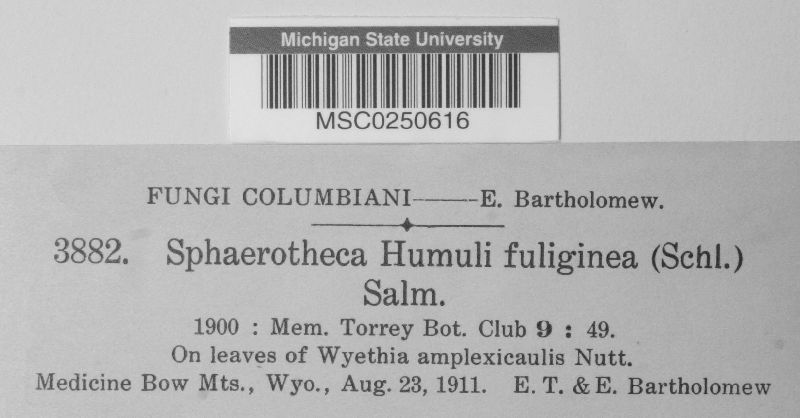 Michigan State University
MSC0250616
FUNGI COLUMBIANI——E. Bartholomew.
3882. Sphaerotheca Humuli fuliginea (Schl.)
Salm.
1900 : Mem. Torrey Bot. Club 9 : 49.
On leaves of Wyethia amplexicaulis Nutt.
Medicine Bow Mts., Wyo., Aug. 23, 1911. E. T. & E. Bartholomew